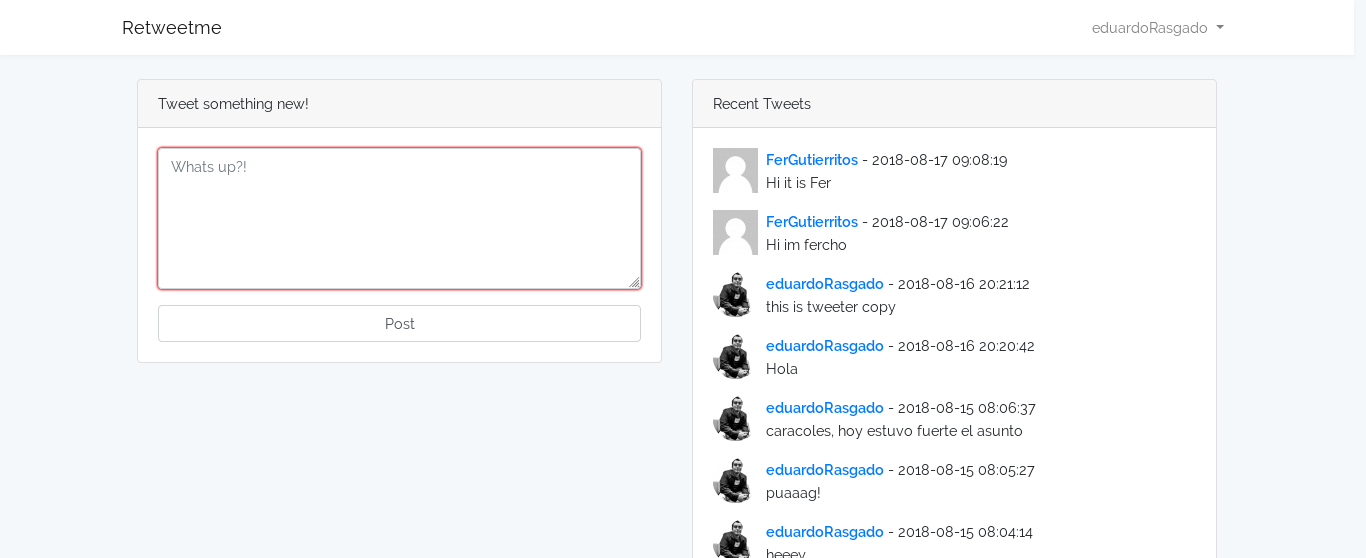 Retweetme
eduardoRasgado
Tweet something new!
Whats up?!
Post
Recent Tweets
FerGutierritos - 2018-08-17 09:08:19
Hi it is Fer
FerGutierritos - 2018-08-17 09:06:22
Hi im fercho
eduardoRasgado - 2018-08-16 20:21:12
this is tweeter copy
eduardoRasgado - 2018-08-16 20:20:42
Hola
eduardoRasgado - 2018-08-15 08:06:37
caracoles, hoy estuvo fuerte el asunto
eduardoRasgado - 2018-08-15 08:05:27
puaaag!
eduardoRasgado - 2018-08-15 08:04:14
heeey